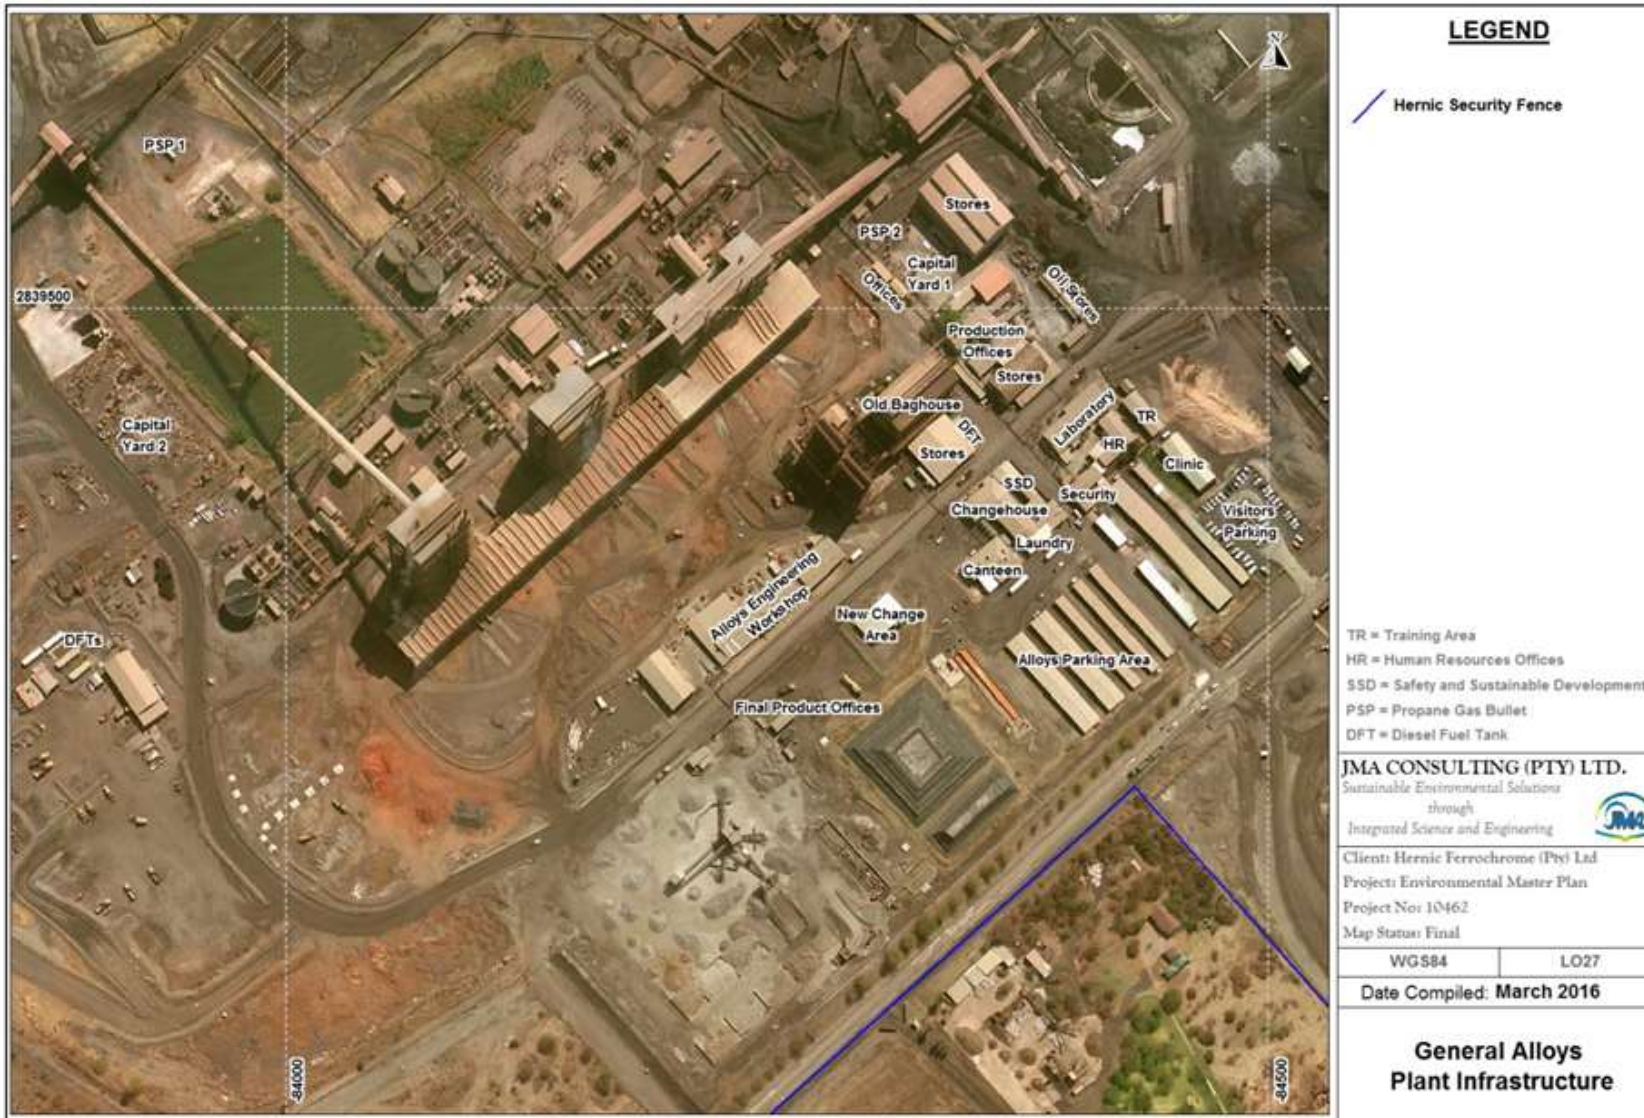 N
PSP 1
Stores
PSP 2
Capital
Yard 1
Offices
Oil Stores
2839500
Production
Offices
Stores
Old Baghouse
Capital
Yard 2
DFT
Laboratory
TR
HR
Stores
Clinic
SSD
Security
Changehouse
Visitors
Parking
Laundry
Canteen
Alloys Engineering
Workshop
New Change
Area
DFTs
Alloys Parking Area
Final Product Offices
-84000
-84500
LEGEND
Hernic Security Fence
TR = Training Area
HR = Human Resources Offices
SSD = Safety and Sustainable Development
PSP = Propane Gas Bullet
DFT = Diesel Fuel Tank
JMA CONSULTING (PTY) LTD.
Sustainable Environmental Solutions
through
Integrated Science and Engineering
JMA
Client: Hernic Ferrochrome (Pty) Ltd
Project: Environmental Master Plan
Project No: 10462
Map Status: Final
WGS84 LO27
Date Compiled: March 2016
General Alloys
Plant Infrastructure